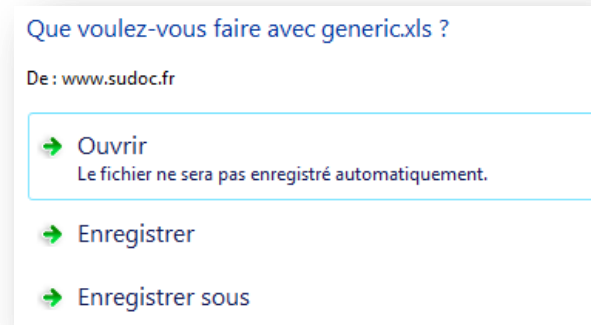 Que voulez-vous faire avec generic.xls ?
De : www.sudoc.fr
Ouvrir
Le fichier ne sera pas enregistré automatiquement.
Enregistrer
Enregistrer sous